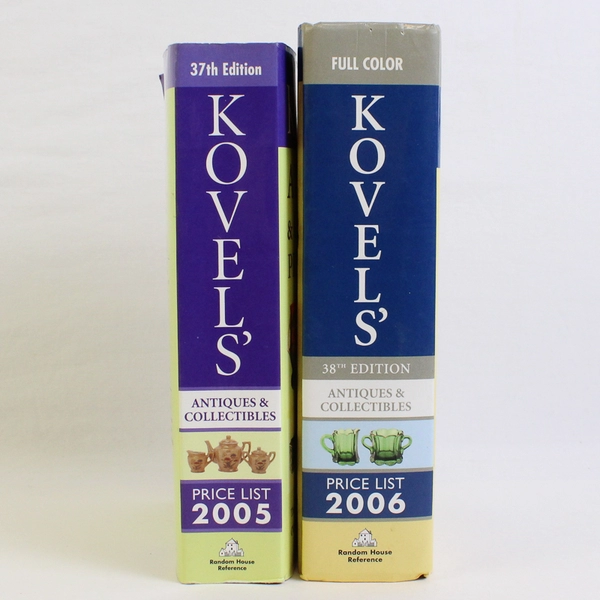 37th Edition
KOVELS'
ANTIQUES &
COLLECTIBLES
PRICE LIST
2005
Random House
Reference
FULL COLOR
KOVELS'
38TH EDITION
ANTIQUES &
COLLECTIBLES
PRICE LIST
2006
Random House
Reference